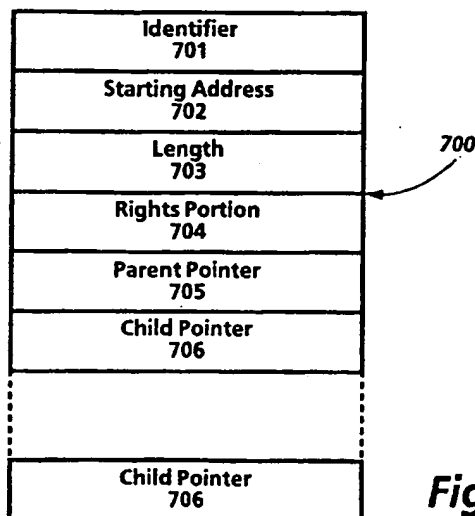 Identifier
701
Starting Address
702
Length
703
700
Rights Portion
704
Parent Pointer
705
Child Pointer
706
Child Pointer
706
Fig